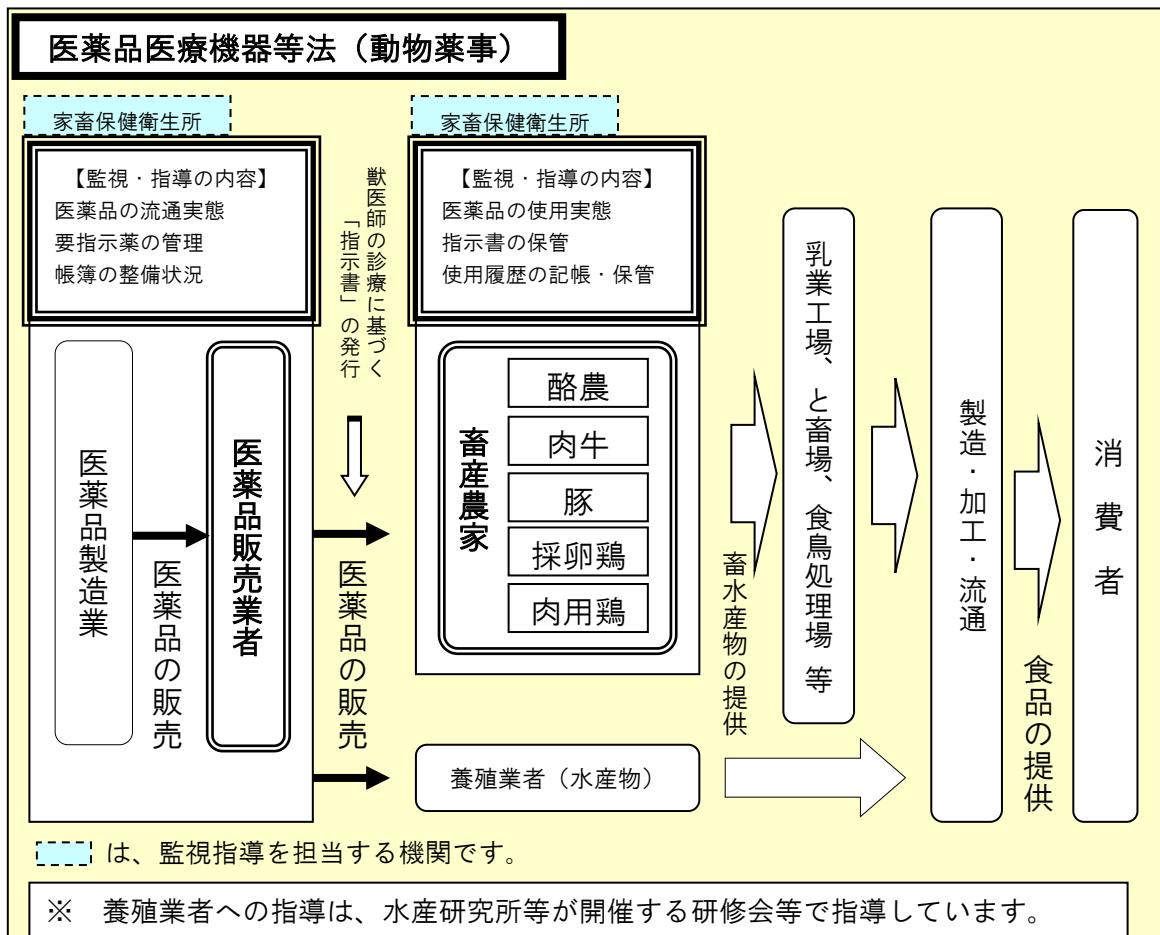 医薬品医療機器等法（動物薬事）
家畜保健衛生所
【監視・指導の内容】
医薬品の流通実態
要指示薬の管理
帳簿の整備状況
獣医師の診療に基づく
「指示書」の発行
家畜保健衛生所
【監視・指導の内容】
医薬品の使用実態
指示書の保管
使用履歴の記帳・保管
医薬品製造業
医薬品の販売
医薬品販売業者
医薬品の販売
畜産農家
酪農
肉牛
豚
採卵鶏
肉用鶏
養殖業者（水産物）
畜水産物の提供
乳業工場、と畜場、食鳥処理場 等
製造・加工・流通
食品の提供
消費者
は、監視指導を担当する機関です。
※　養殖業者への指導は、水産研究所等が開催する研修会等で指導しています。